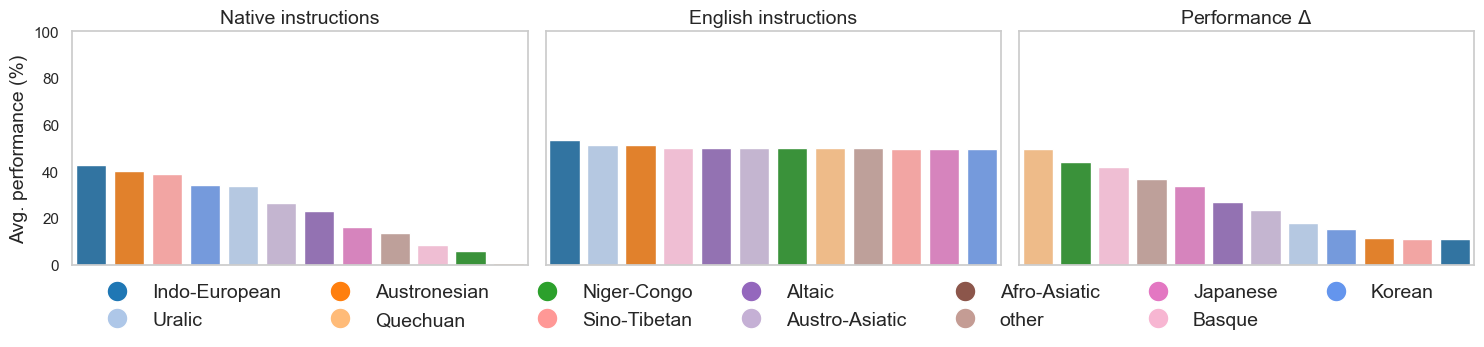 Native instructions
English instructions
Performance Δ
Avg. performance (%)
100
80
60
40
20
0
Indo-European
Austronesian
Niger-Congo
Altaic
Afro-Asiatic
Japanese
Korean
Uralic
Quechuan
Sino-Tibetan
Austro-Asiatic
other
Basque